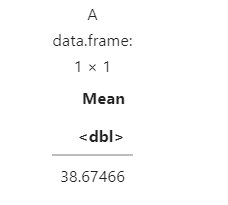 A
data.frame:
1 × 1
Mean
<dbl>
38.67466